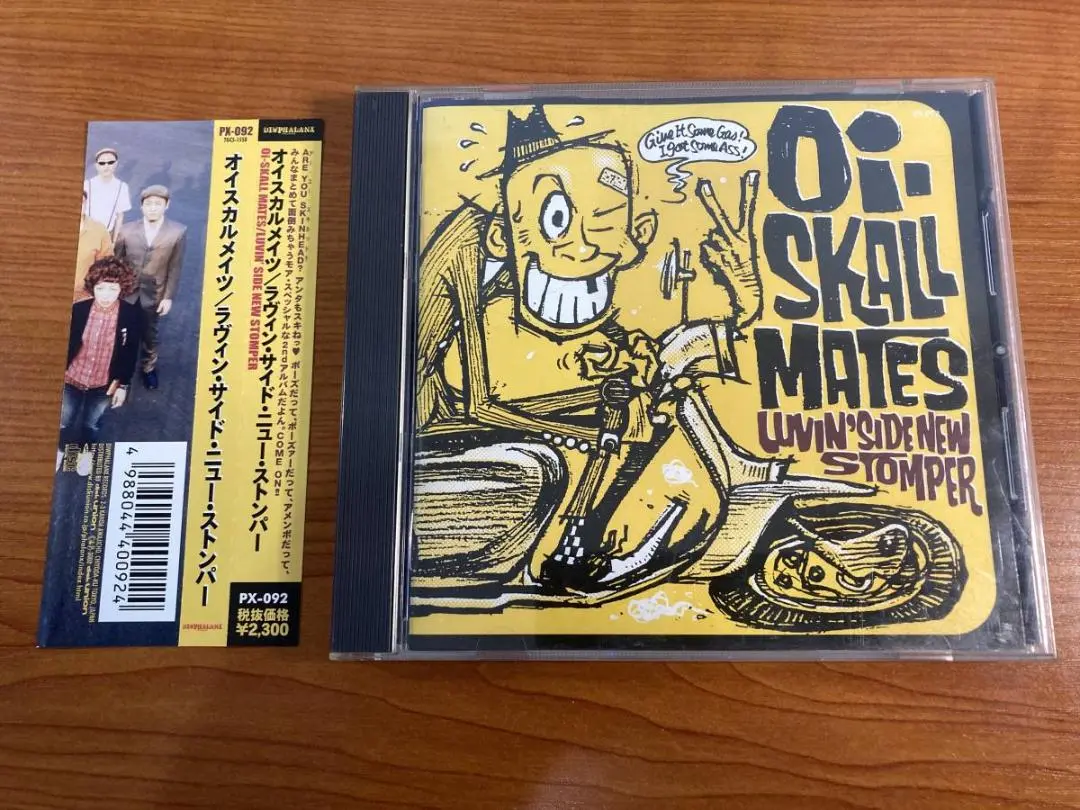 PX-092
DIWPHALANX
ARE YOU SKINHEAD? アンタもスキねっ♥ ボーズだって、ボーズァーだって、アメンボだって、
みんなまとめて面倒みちゃうモア・スペシャルな2ndアルバムだよん。COME ON!!
オイスカルメイツ/ラヴィン・サイド・ニュー・ストンパー
OI-SKALL MATES/LUVIN' SIDE NEW STOMPER
オイスカルメイツ/ラヴィン・サイド・ニュー・ストンパー
DIWPHALANX
4 988044 400924
PX-092
税抜価格
¥2,300
Give It Some Gas!
I got Some Ass!
Oi-
SKALL
MATES
LUVIN' SIDE NEW
STOMPER